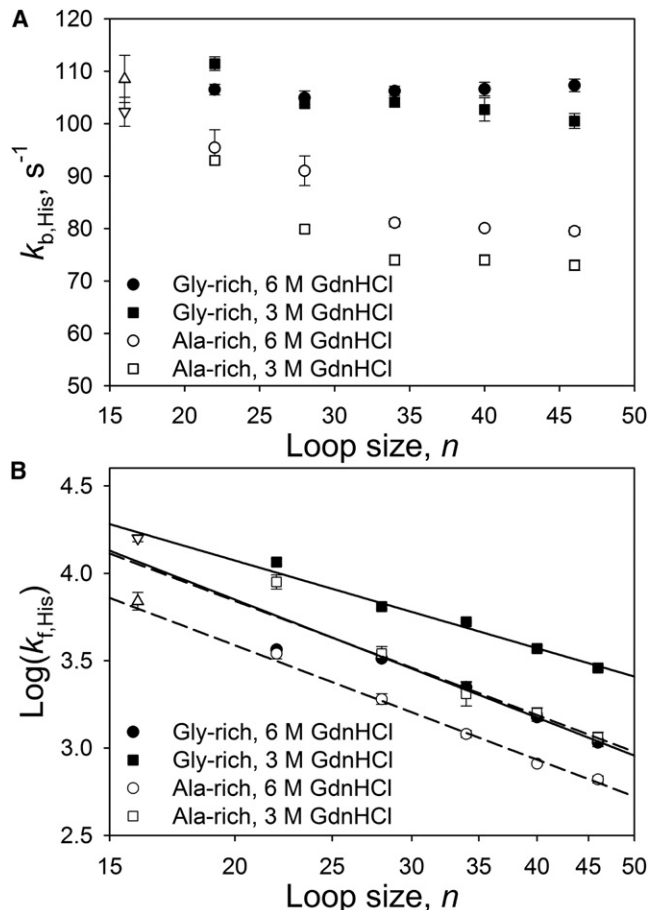 A
k_b,His, s⁻¹
120
110
100
90
80
70
60
50
Gly-rich, 6 M GdnHCl
Gly-rich, 3 M GdnHCl
Ala-rich, 6 M GdnHCl
Ala-rich, 3 M GdnHCl
15 20 25 30 35 40 45 50
Loop size, n
B
Log(k_f,His)
4.5
4.0
3.5
3.0
2.5
Gly-rich, 6 M GdnHCl
Gly-rich, 3 M GdnHCl
Ala-rich, 6 M GdnHCl
Ala-rich, 3 M GdnHCl
15 20 25 30 35 40 45 50
Loop size, n